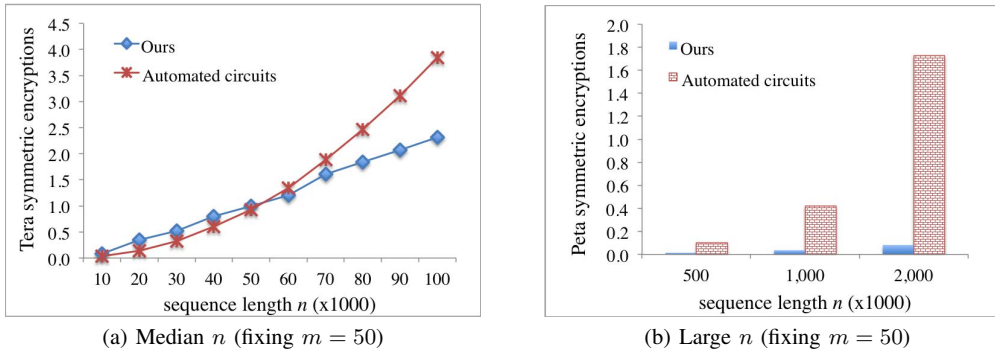 4.5
4.0
3.5
3.0
2.5
2.0
1.5
1.0
0.5
0.0
Tera symmetric encryptions
Ours
Automated circuits
10 20 30 40 50 60 70 80 90 100
sequence length n (x1000)
(a) Median n (fixing m = 50)
2.0
1.8
1.6
1.4
1.2
1.0
0.8
0.6
0.4
0.2
0.0
Peta symmetric encryptions
Ours
Automated circuits
500 1,000 2,000
sequence length n (x1000)
(b) Large n (fixing m = 50)